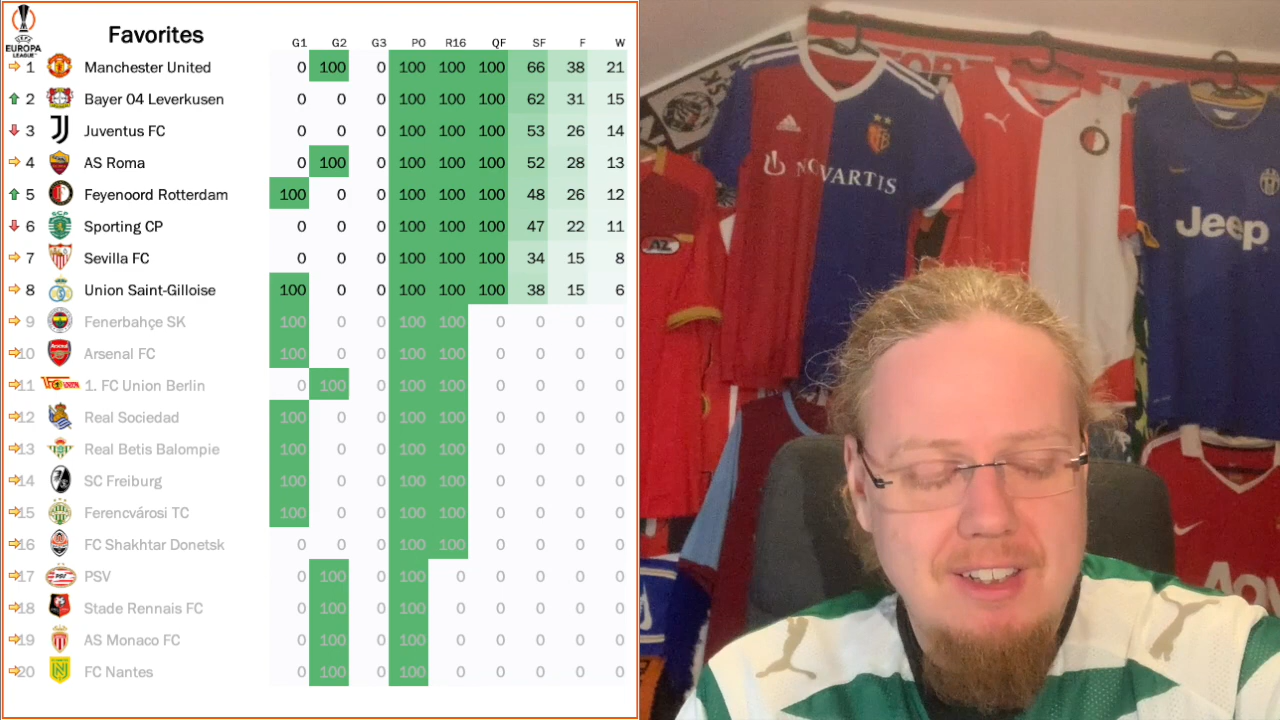 EUROPA
LEAGUE
Favorites
G1 G2 G3 PO R16 QF SF F W
1 Manchester United 0 100 0 100 100 100 66 38 21
2 Bayer 04 Leverkusen 0 0 0 100 100 100 62 31 15
3 Juventus FC 0 0 0 100 100 100 53 26 14
4 AS Roma 0 100 0 100 100 100 52 28 13
5 Feyenoord Rotterdam 100 0 0 100 100 100 48 26 12
6 Sporting CP 0 0 0 100 100 100 47 22 11
7 Sevilla FC 0 0 0 100 100 100 34 15 8
8 Union Saint-Gilloise 100 0 0 100 100 100 38 15 6
9 Fenerbahçe SK 100 0 0 100 100 0 0 0 0
10 Arsenal FC 100 0 0 100 100 0 0 0 0
11 1. FC Union Berlin 0 100 0 100 100 0 0 0 0
12 Real Sociedad 100 0 0 100 100 0 0 0 0
13 Real Betis Balompie 100 0 0 100 100 0 0 0 0
14 SC Freiburg 100 0 0 100 100 0 0 0 0
15 Ferencvárosi TC 100 0 0 100 100 0 0 0 0
16 FC Shakhtar Donetsk 0 0 0 100 100 0 0 0 0
17 PSV 0 100 0 100 0 0 0 0 0
18 Stade Rennais FC 0 100 0 100 0 0 0 0 0
19 AS Monaco FC 0 100 0 100 0 0 0 0 0
20 FC Nantes 0 100 0 100 0 0 0 0 0
NOVARTIS
Jeep
AZ